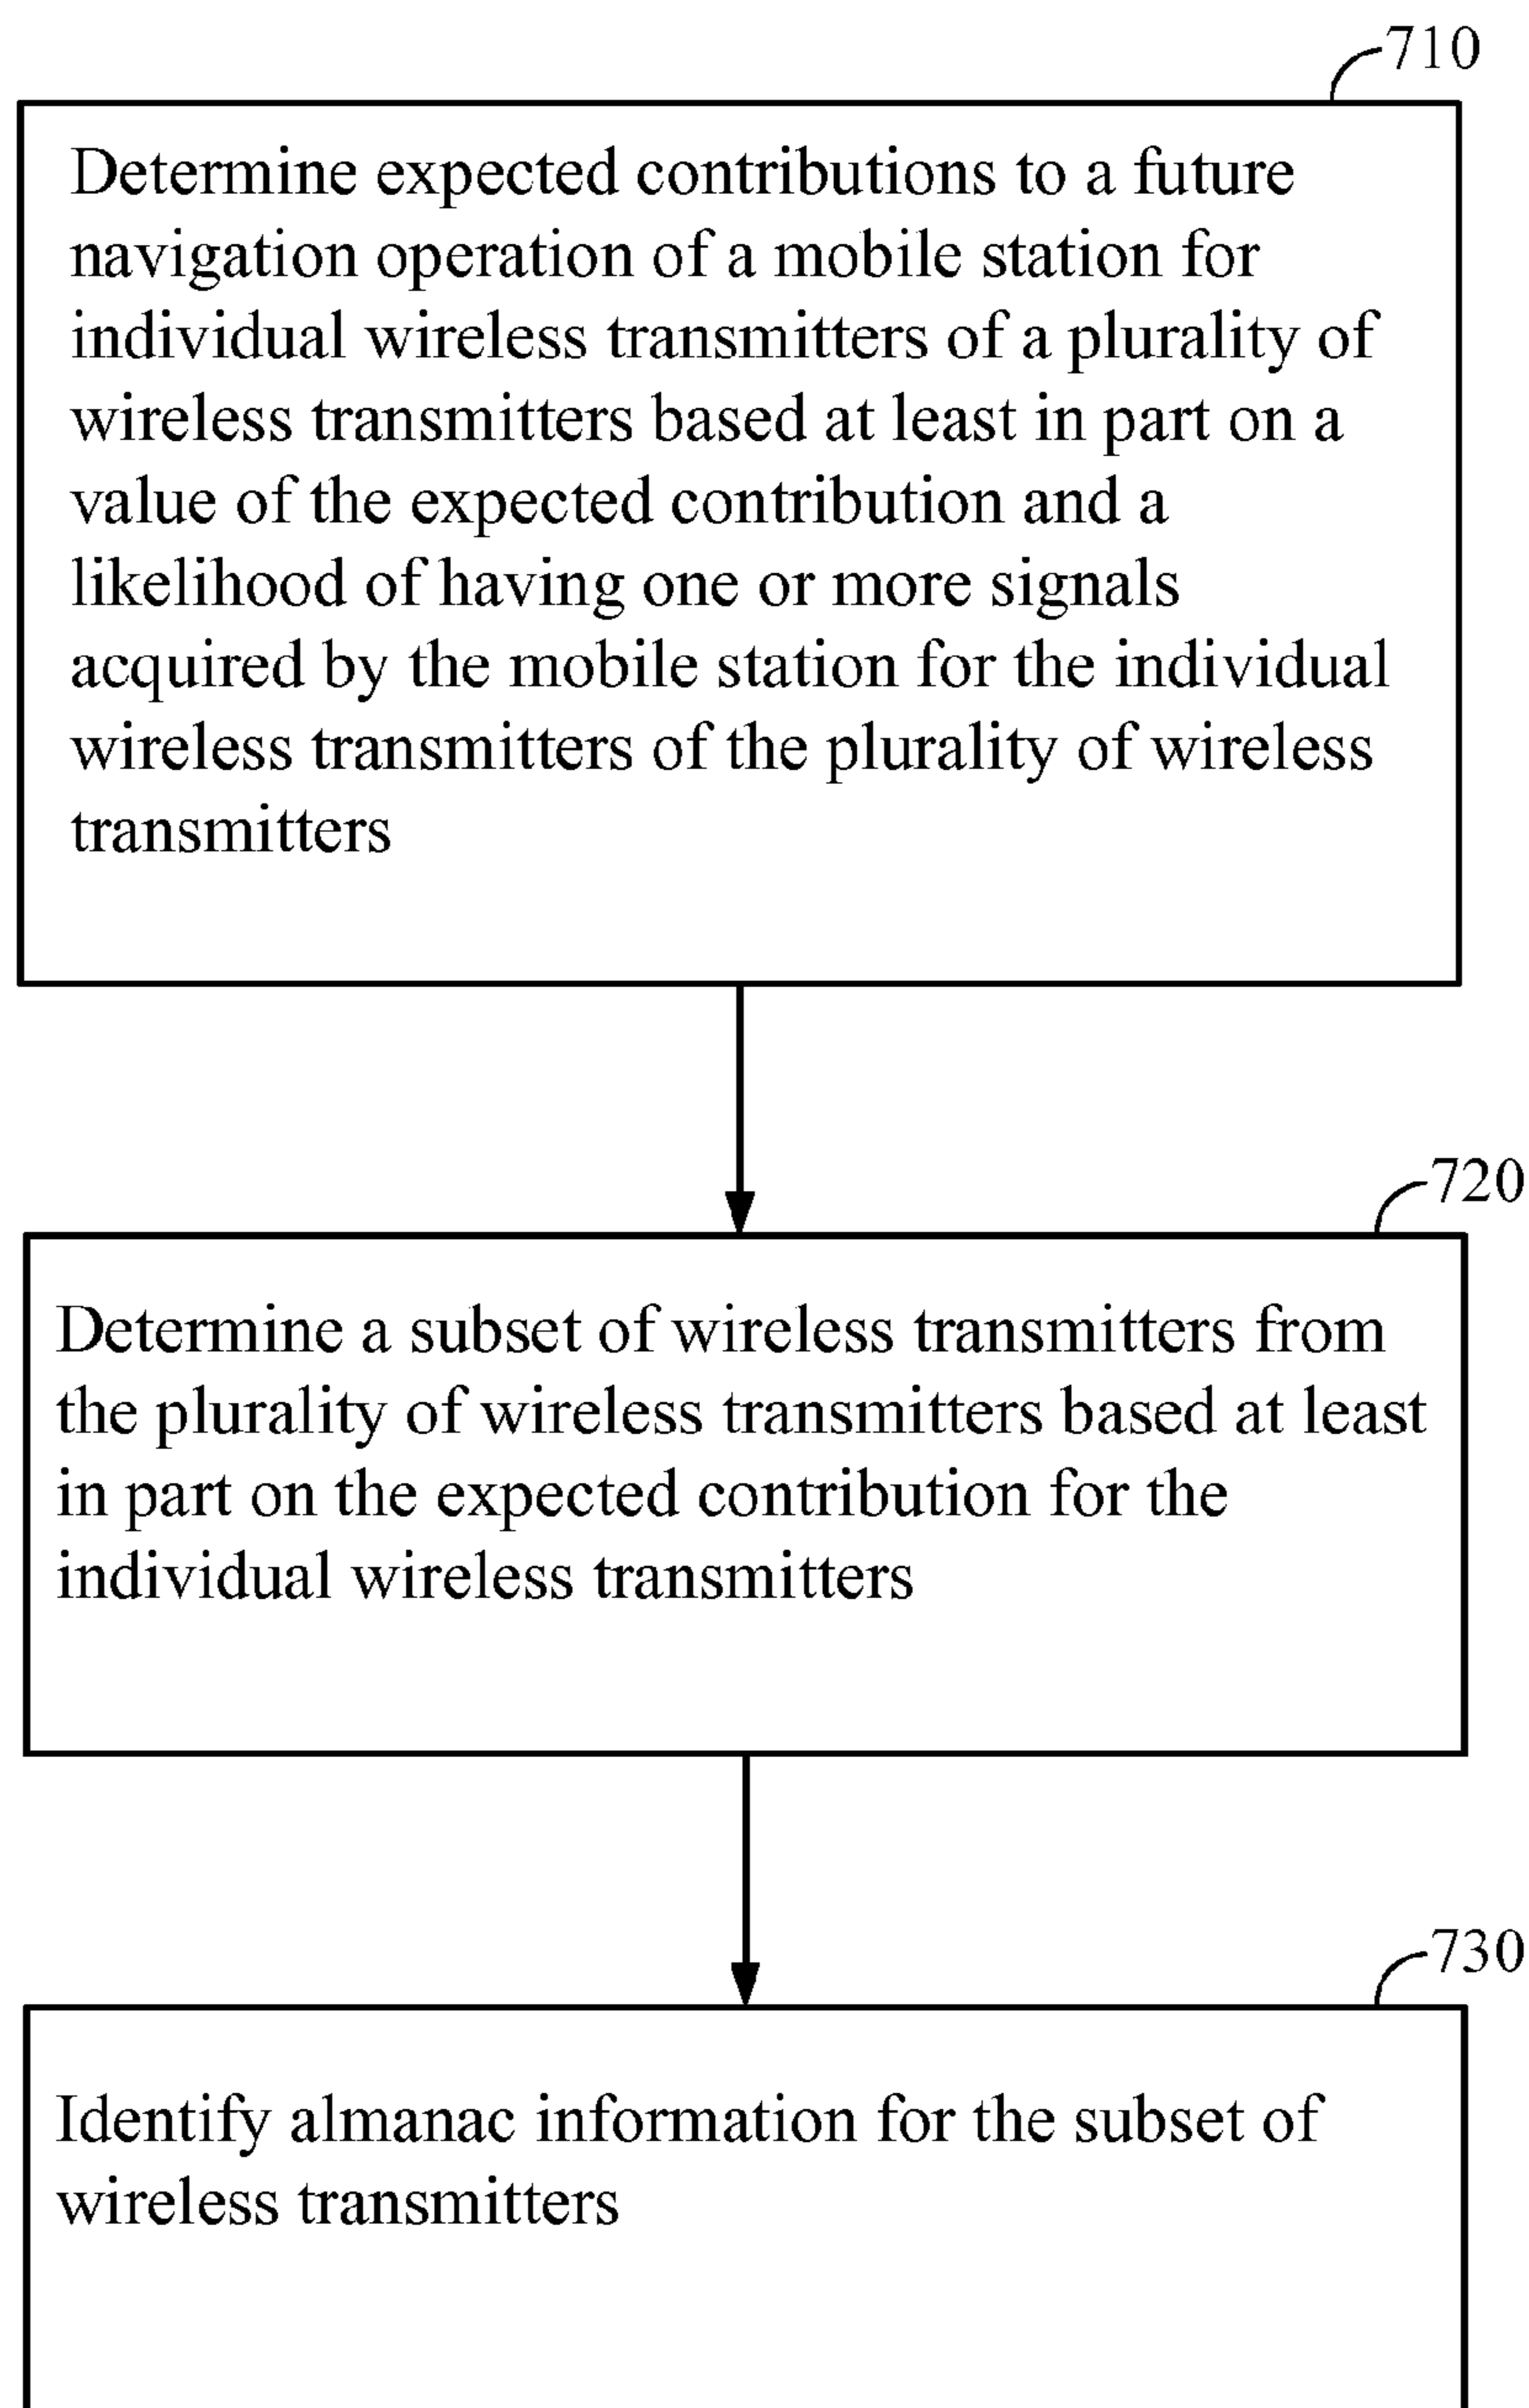 710
Determine expected contributions to a future
navigation operation of a mobile station for
individual wireless transmitters of a plurality of
wireless transmitters based at least in part on a
value of the expected contribution and a
likelihood of having one or more signals
acquired by the mobile station for the individual
wireless transmitters of the plurality of wireless
transmitters
720
Determine a subset of wireless transmitters from
the plurality of wireless transmitters based at least
in part on the expected contribution for the
individual wireless transmitters
730
Identify almanac information for the subset of
wireless transmitters